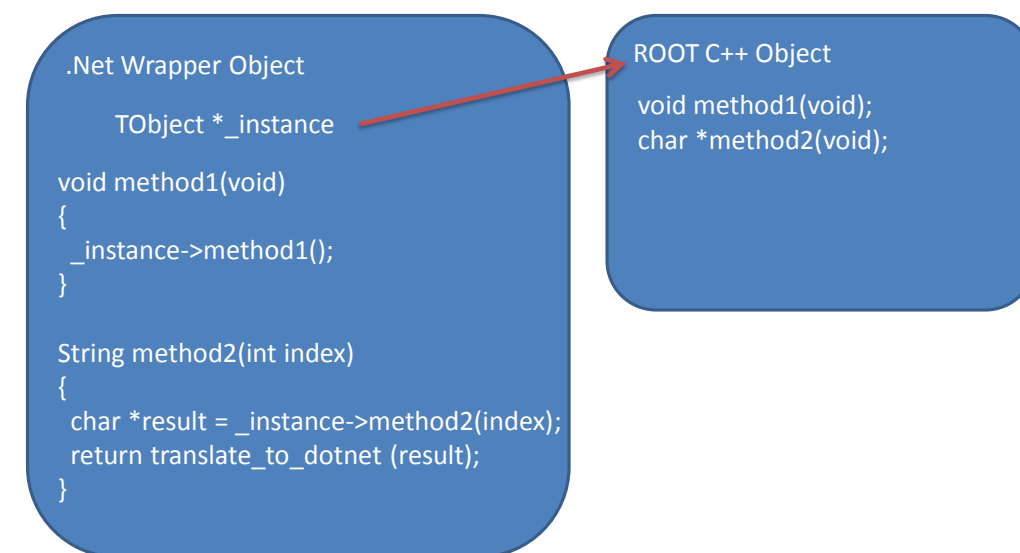 .Net Wrapper Object
TObject *_instance
void method1(void)
{
_instance->method1();
}
String method2(int index)
{
char *result = _instance->method2(index);
return translate_to_dotnet (result);
}
ROOT C++ Object
void method1(void);
char *method2(void);